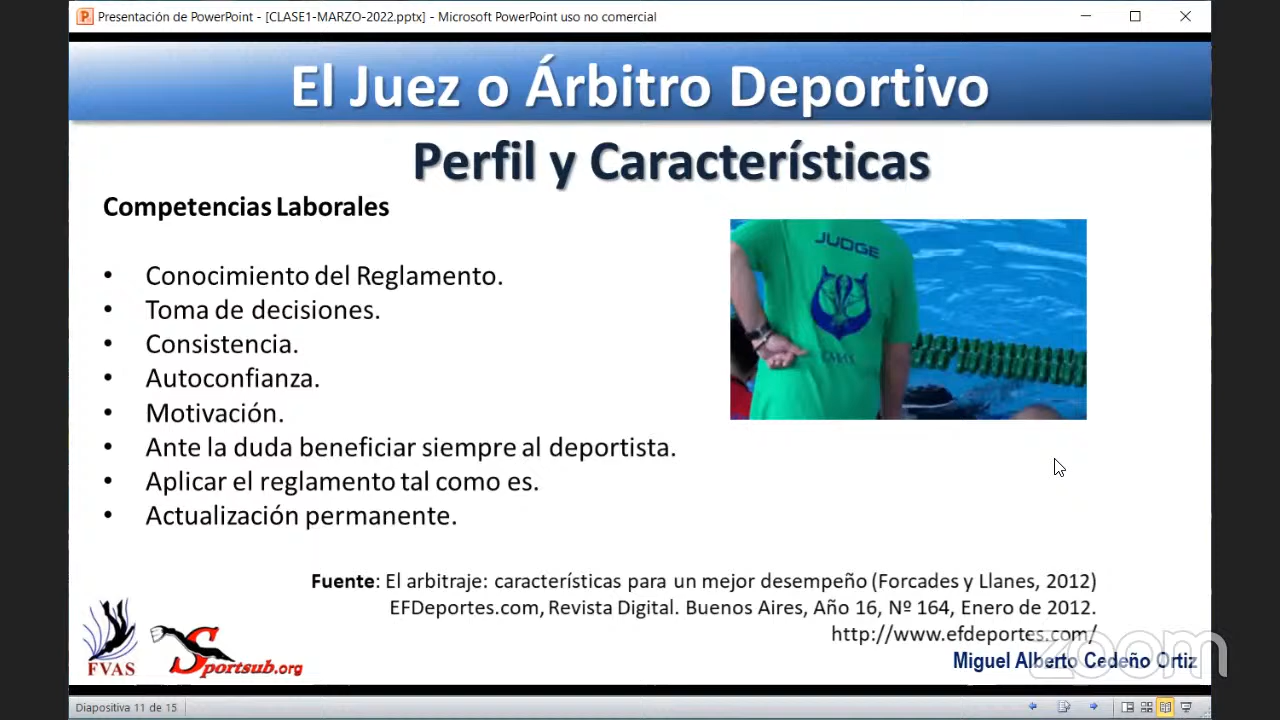 Presentación de PowerPoint - [CLASE1-MARZO-2022.pptx] - Microsoft PowerPoint uso no comercial
El Juez o Árbitro Deportivo
Perfil y Características
Competencias Laborales
• Conocimiento del Reglamento.
• Toma de decisiones.
• Consistencia.
• Autoconfianza.
• Motivación.
• Ante la duda beneficiar siempre al deportista.
• Aplicar el reglamento tal como es.
• Actualización permanente.
JUDGE
CMAS
Fuente: El arbitraje: características para un mejor desempeño (Forcades y Llanes, 2012)
EFDeportes.com, Revista Digital. Buenos Aires, Año 16, Nº 164, Enero de 2012.
http://www.efdeportes.com/
zoom
Miguel Alberto Cedeño Ortiz
FVAS
Sportsub.org
Diapositiva 11 de 15